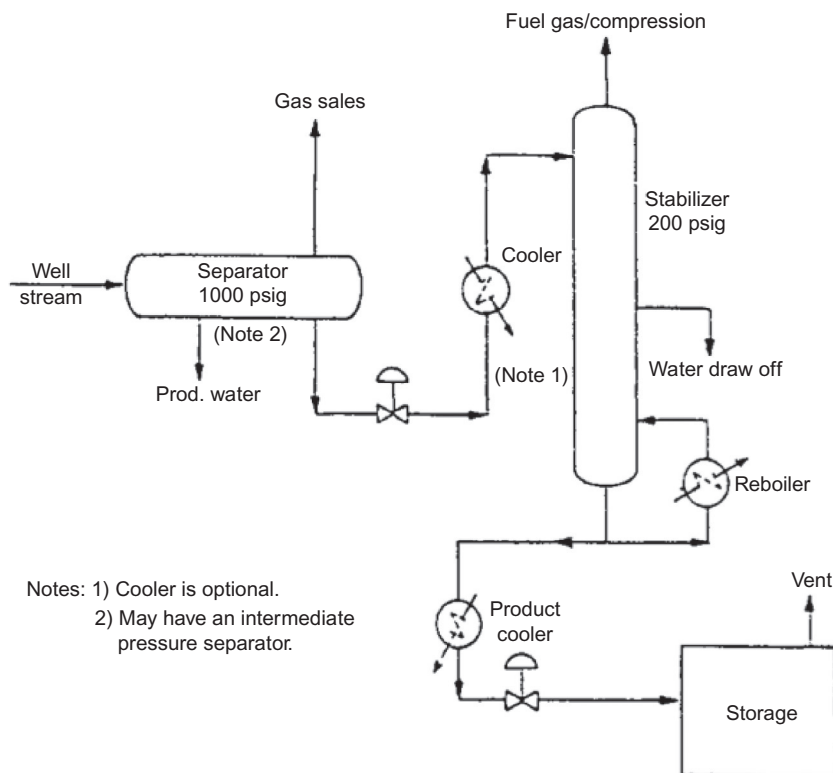 Fuel gas/compression
Gas sales
Stabilizer
200 psig
Cooler
Well
stream
Separator
1000 psig
(Note 2)
(Note 1)
Water draw off
Prod. water
Reboiler
Notes: 1) Cooler is optional.
2) May have an intermediate
pressure separator.
Product
cooler
Vent
Storage